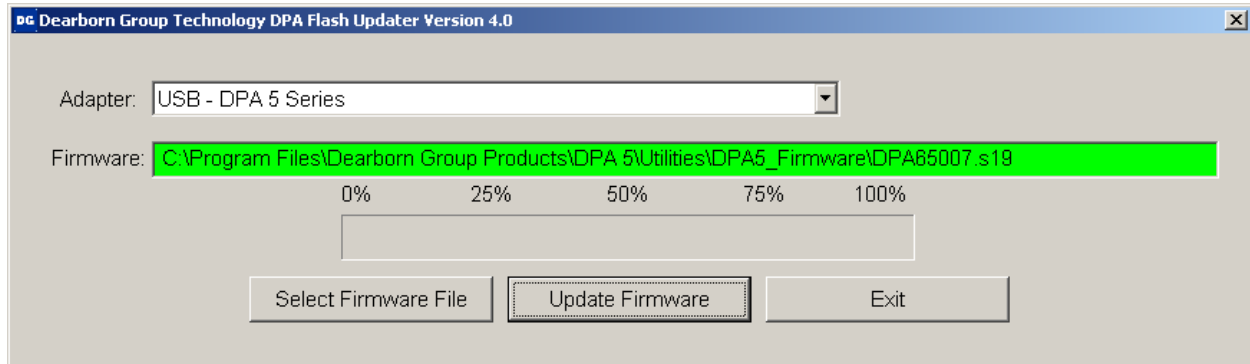 DG Dearborn Group Technology DPA Flash Updater Version 4.0
Adapter: USB - DPA 5 Series
Firmware: C:\Program Files\Dearborn Group Products\DPA 5\Utilities\DPA5_Firmware\DPA65007.s19
0% 25% 50% 75% 100%
Select Firmware File Update Firmware Exit